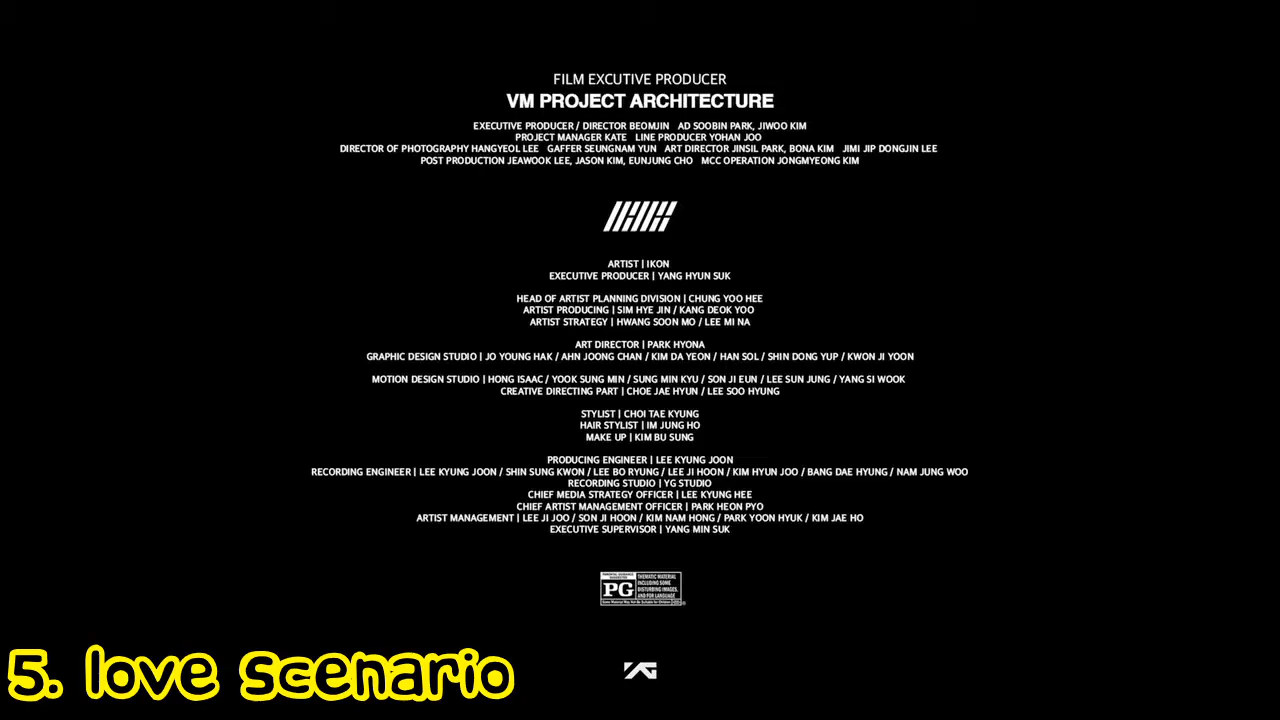 FILM EXCUTIVE PRODUCER
VM PROJECT ARCHITECTURE
EXECUTIVE PRODUCER / DIRECTOR BEOMJIN AD SOOBIN PARK, JIWOO KIM
PROJECT MANAGER KATE LINE PRODUCER YOHAN JOO
DIRECTOR OF PHOTOGRAPHY HANGYEOL LEE GAFFER SEUNGNAM YUN ART DIRECTOR JINSIL PARK, BONA KIM JIMI JIP DONGJIN LEE
POST PRODUCTION JEAWOOK LEE, JASON KIM, EUNJUNG CHO MCC OPERATION JONGMYEONG KIM
ARTIST | IKON
EXECUTIVE PRODUCER | YANG HYUN SUK
HEAD OF ARTIST PLANNING DIVISION | CHUNG YOO HEE
ARTIST PRODUCING | SIM HYE JIN / KANG DEOK YOO
ARTIST STRATEGY | HWANG SOON MO / LEE MI NA
ART DIRECTOR | PARK HYONA
GRAPHIC DESIGN STUDIO | JO YOUNG HAK / AHN JOONG CHAN / KIM DA YEON / HAN SOL / SHIN DONG YUP / KWON JI YOON
MOTION DESIGN STUDIO | HONG ISAAC / YOOK SUNG MIN / SUNG MIN KYU / SON JI EUN / LEE SUN JUNG / YANG SI WOOK
CREATIVE DIRECTING PART | CHOE JAE HYUN / LEE SOO HYUNG
STYLIST | CHOI TAE KYUNG
HAIR STYLIST | IM JUNG HO
MAKE UP | KIM BU SUNG
PRODUCING ENGINEER | LEE KYUNG JOON
RECORDING ENGINEER | LEE KYUNG JOON / SHIN SUNG KWON / LEE BO RYUNG / LEE JI HOON / KIM HYUN JOO / BANG DAE HYUNG / NAM JUNG WOO
RECORDING STUDIO | YG STUDIO
CHIEF MEDIA STRATEGY OFFICER | LEE KYUNG HEE
CHIEF ARTIST MANAGEMENT OFFICER | PARK HEON PYO
ARTIST MANAGEMENT | LEE JI JOO / SON JI HOON / KIM NAM HONG / PARK YOON HYUK / KIM JAE HO
EXECUTIVE SUPERVISOR | YANG MIN SUK
PG
THEMATIC MATERIAL
INCLUDING SOME
DISTURBING IMAGES,
AND FOR LANGUAGE
YG
5. love scenario